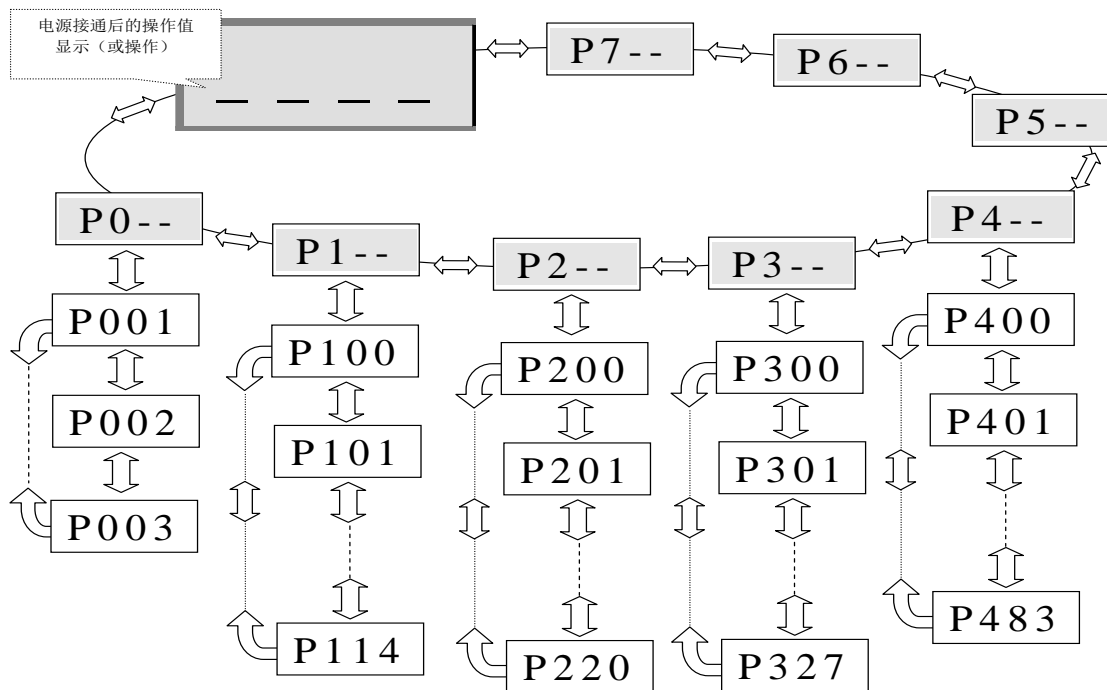 电源接通后的操作值
显示（或操作）
_ _ _ _
P7--
P6--
P5--
P0--
P1--
P2--
P3--
P4--
P001
P002
P003
P100
P101
P114
P200
P201
P220
P300
P301
P327
P400
P401
P483